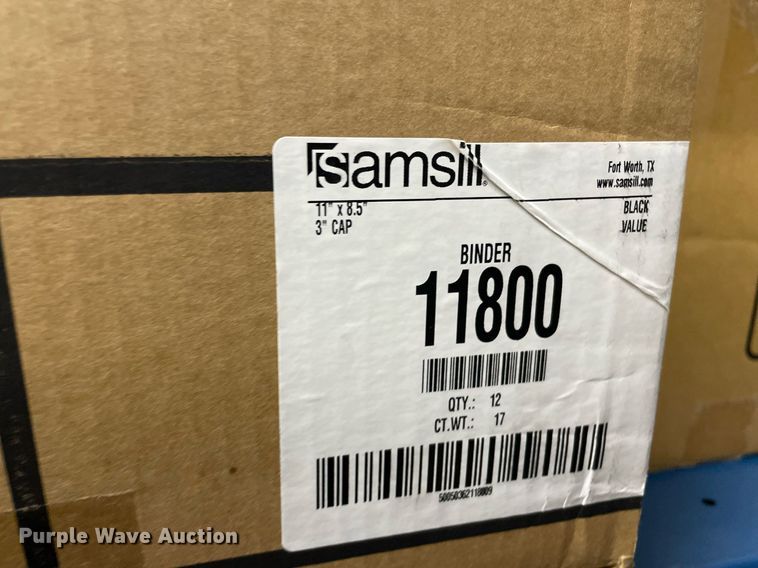 samsill®
Fort Worth, TX
www.samsill.com
11" x 8.5"
3" CAP
BLACK
VALUE
BINDER
11800
QTY.: 12
CT.WT.: 17
50050362118009
Purple Wave Auction